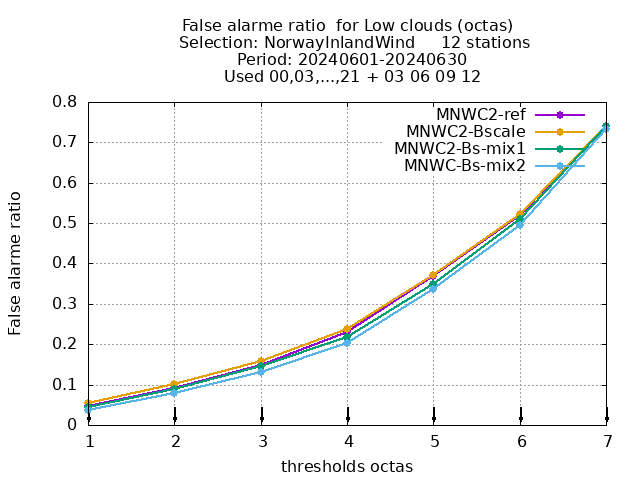 False alarme ratio  for Low clouds (octas)
Selection: NorwayInlandWind     12 stations
Period: 20240601-20240630
Used 00,03,...,21 + 03 06 09 12
MNWC2-ref
MNWC2-Bscale
MNWC2-Bs-mix1
MNWC-Bs-mix2
False alarme ratio
0.8
0.7
0.6
0.5
0.4
0.3
0.2
0.1
0
1 2 3 4 5 6 7
thresholds octas